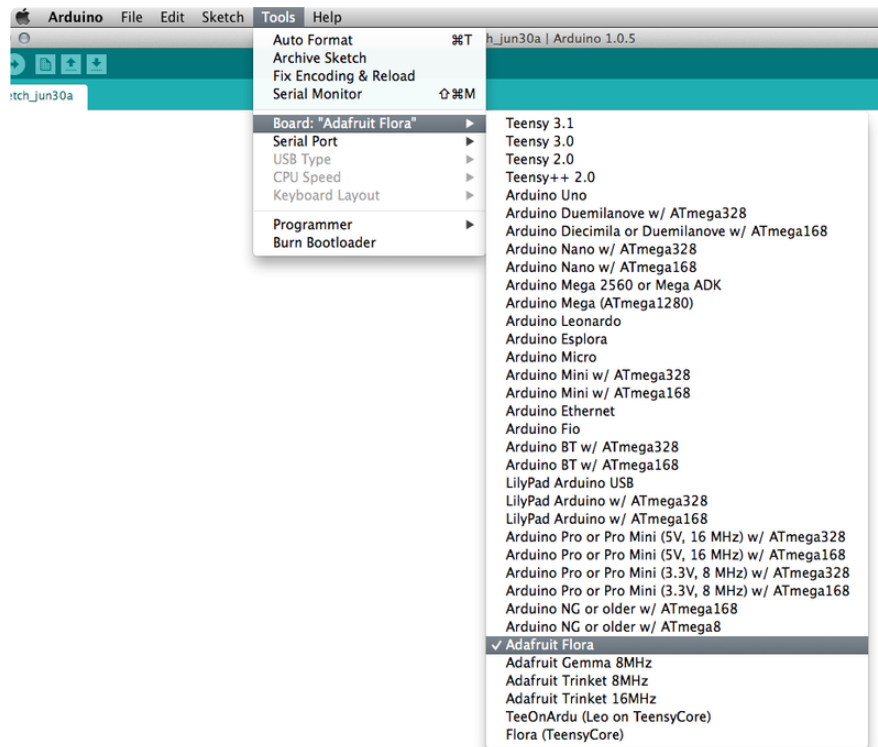 Arduino File Edit Sketch Tools Help
h_jun30a | Arduino 1.0.5
etch_jun30a
Auto Format ⌘T
Archive Sketch
Fix Encoding & Reload
Serial Monitor ⇧⌘M
Board: "Adafruit Flora"
Serial Port
USB Type
CPU Speed
Keyboard Layout
Programmer
Burn Bootloader
Teensy 3.1
Teensy 3.0
Teensy 2.0
Teensy++ 2.0
Arduino Uno
Arduino Duemilanove w/ ATmega328
Arduino Diecimila or Duemilanove w/ ATmega168
Arduino Nano w/ ATmega328
Arduino Nano w/ ATmega168
Arduino Mega 2560 or Mega ADK
Arduino Mega (ATmega1280)
Arduino Leonardo
Arduino Esplora
Arduino Micro
Arduino Mini w/ ATmega328
Arduino Mini w/ ATmega168
Arduino Ethernet
Arduino Fio
Arduino BT w/ ATmega328
Arduino BT w/ ATmega168
LilyPad Arduino USB
LilyPad Arduino w/ ATmega328
LilyPad Arduino w/ ATmega168
Arduino Pro or Pro Mini (5V, 16 MHz) w/ ATmega328
Arduino Pro or Pro Mini (5V, 16 MHz) w/ ATmega168
Arduino Pro or Pro Mini (3.3V, 8 MHz) w/ ATmega328
Arduino Pro or Pro Mini (3.3V, 8 MHz) w/ ATmega168
Arduino NG or older w/ ATmega168
Arduino NG or older w/ ATmega8
✓ Adafruit Flora
Adafruit Gemma 8MHz
Adafruit Trinket 8MHz
Adafruit Trinket 16MHz
TeeOnArdu (Leo on TeensyCore)
Flora (TeensyCore)